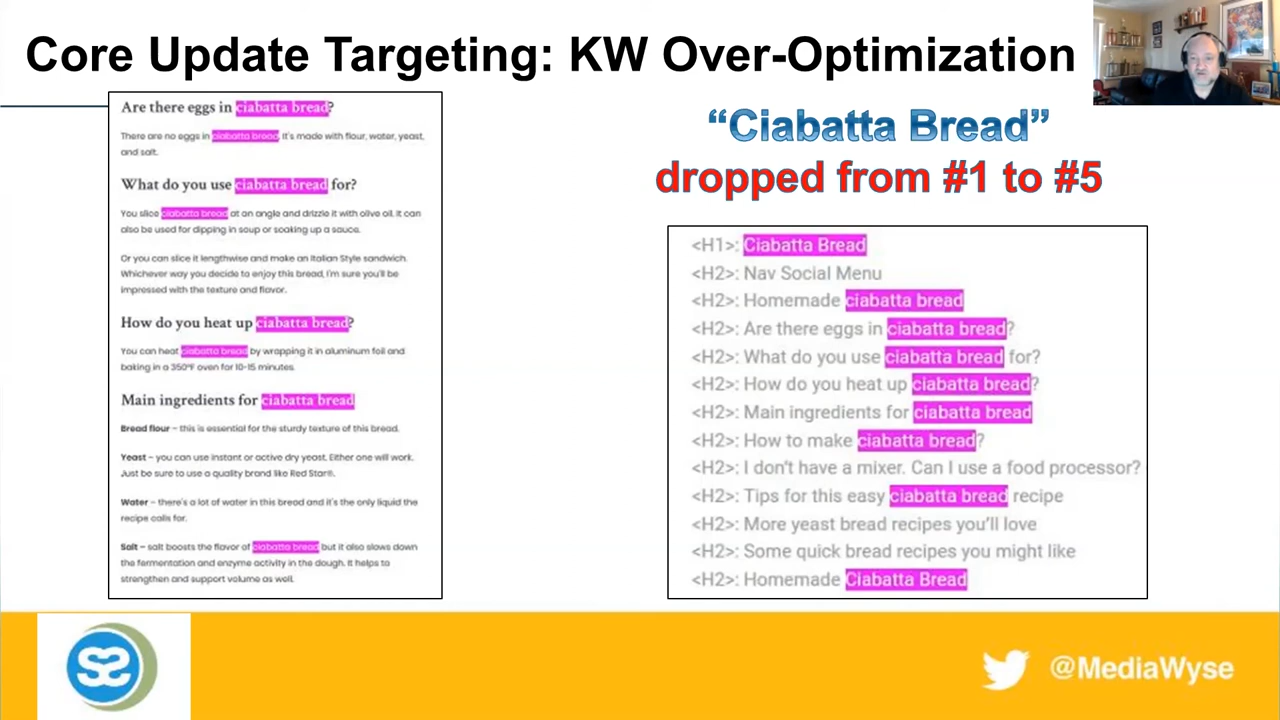 Core Update Targeting: KW Over-Optimization
Are there eggs in ciabatta bread?
There are no eggs in ciabatta bread. It's made with flour, water, yeast,
and salt.
What do you use ciabatta bread for?
You slice ciabatta bread at an angle and drizzle it with olive oil. It can
also be used for dipping in soup or soaking up a sauce.
Or you can slice it lengthwise and make an Italian Style sandwich.
Whichever way you decide to enjoy this bread, I'm sure you'll be
impressed with the texture and flavor.
How do you heat up ciabatta bread?
You can heat ciabatta bread by wrapping it in aluminum foil and
baking in a 350°F oven for 10-15 minutes.
Main ingredients for ciabatta bread
Bread flour – this is essential for the sturdy texture of this bread.
Yeast – you can use instant or active dry yeast. Either one will work.
Just be sure to use a quality brand like Red Star®.
Water – there's a lot of water in this bread and it's the only liquid the
recipe calls for.
Salt – salt boosts the flavor of ciabatta bread but it also slows down
the fermentation and enzyme activity in the dough. It helps to
strengthen and support volume as well.
“Ciabatta Bread”
dropped from #1 to #5
<H1>: Ciabatta Bread
<H2>: Nav Social Menu
<H2>: Homemade ciabatta bread
<H2>: Are there eggs in ciabatta bread?
<H2>: What do you use ciabatta bread for?
<H2>: How do you heat up ciabatta bread?
<H2>: Main ingredients for ciabatta bread
<H2>: How to make ciabatta bread?
<H2>: I don't have a mixer. Can I use a food processor?
<H2>: Tips for this easy ciabatta bread recipe
<H2>: More yeast bread recipes you'll love
<H2>: Some quick bread recipes you might like
<H2>: Homemade Ciabatta Bread
@MediaWyse